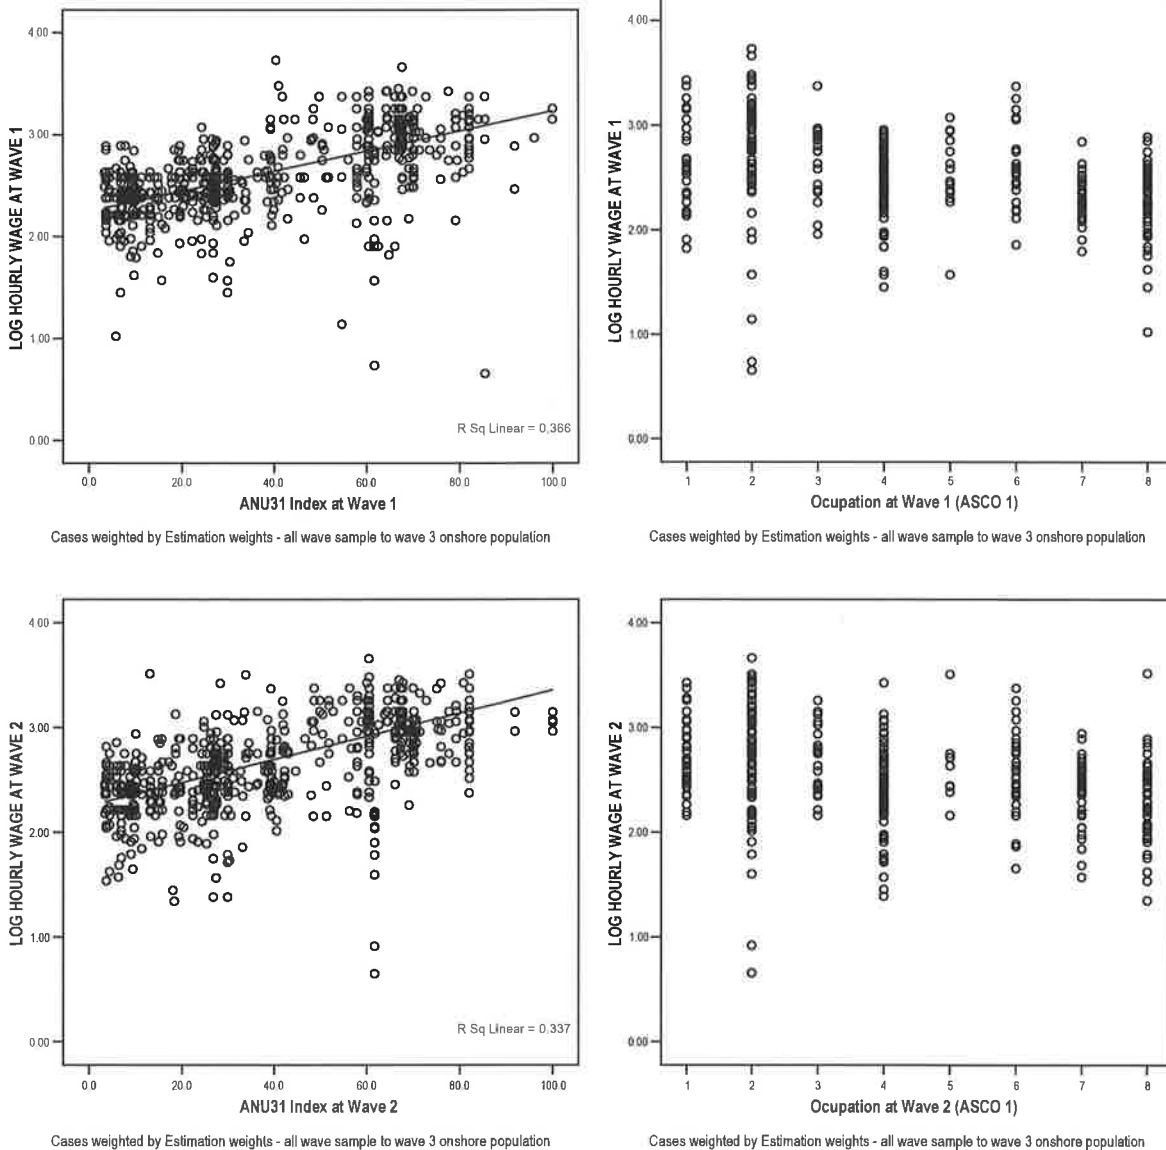 4.00
3.00
2.00
1.00
0.00
LOG HOURLY WAGE AT WAVE 1
R Sq Linear = 0,366
0.0 20.0 40.0 60.0 80.0 100.0
ANU31 Index at Wave 1
Cases weighted by Estimation weights - all wave sample to wave 3 onshore population
4.00
3.00
2.00
1.00
0.00
LOG HOURLY WAGE AT WAVE 1
1 2 3 4 5 6 7 8
Ocupation at Wave 1 (ASCO 1)
Cases weighted by Estimation weights - all wave sample to wave 3 onshore population
4.00
3.00
2.00
1.00
0.00
LOG HOURLY WAGE AT WAVE 2
R Sq Linear = 0,337
0.0 20.0 40.0 60.0 80.0 100.0
ANU31 Index at Wave 2
Cases weighted by Estimation weights - all wave sample to wave 3 onshore population
4.00
3.00
2.00
1.00
0.00
LOG HOURLY WAGE AT WAVE 2
1 2 3 4 5 6 7 8
Ocupation at Wave 2 (ASCO 1)
Cases weighted by Estimation weights - all wave sample to wave 3 onshore population